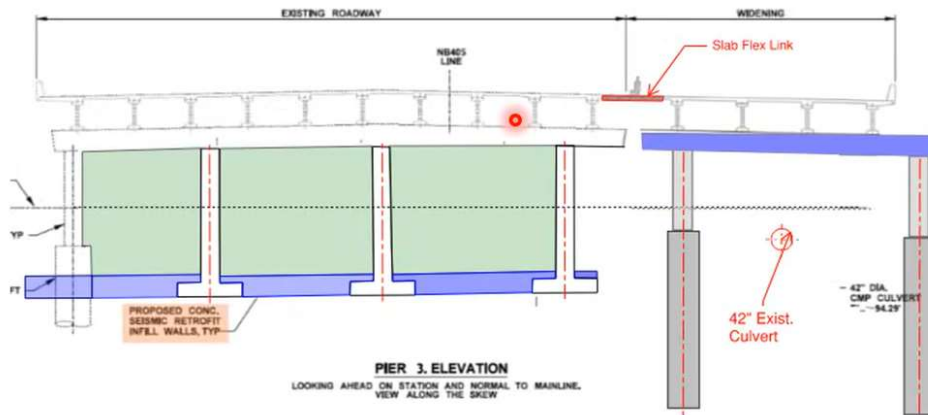 EXISTING ROADWAY
WIDENING
NB405
LINE
Slab Flex Link
YP
FT
PROPOSED CONC.
SEISMIC RETROFIT
INFILL WALLS, TYP
42" Exist.
Culvert
42" DIA.
CMP CULVERT
94.29'
PIER 3. ELEVATION
LOOKING AHEAD ON STATION AND NORMAL TO MAINLINE.
VIEW ALONG THE SKEW